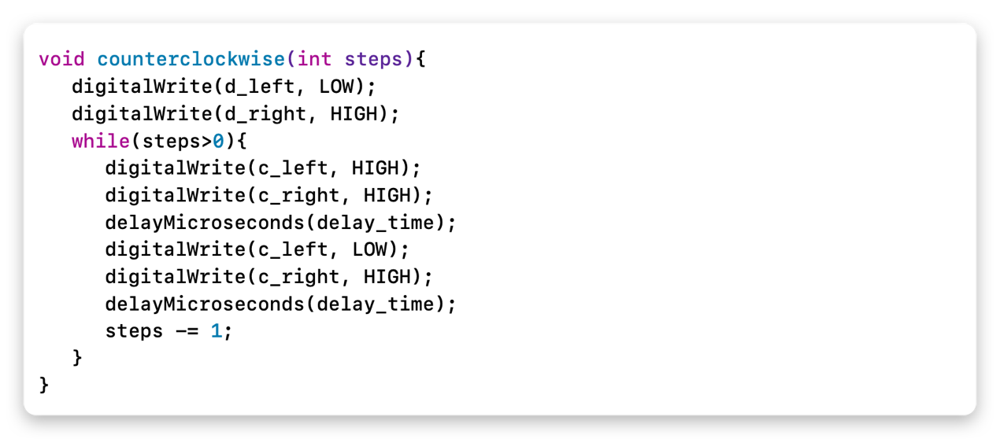 void counterclockwise(int steps){
digitalWrite(d_left, LOW);
digitalWrite(d_right, HIGH);
while(steps>0){
digitalWrite(c_left, HIGH);
digitalWrite(c_right, HIGH);
delayMicroseconds(delay_time);
digitalWrite(c_left, LOW);
digitalWrite(c_right, HIGH);
delayMicroseconds(delay_time);
steps -= 1;
}
}